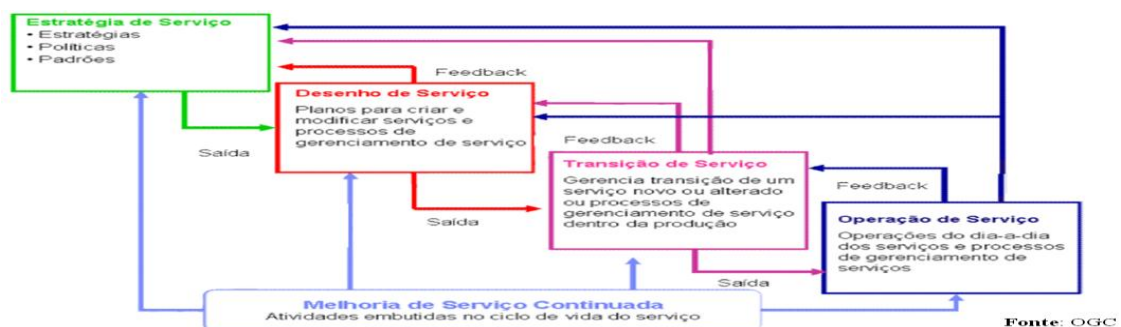 Estratégia de Serviço
• Estratégias
• Políticas
• Padrões
Feedback
Desenho de Serviço
Planos para criar e
modificar serviços e
processos de
gerenciamento de serviço
Saída
Feedback
Transição de Serviço
Gerencia transição de um
serviço novo ou alterado
ou processos de
gerenciamento de serviço
dentro da produção
Saída
Feedback
Operação de Serviço
Operações do dia-a-dia
dos serviços e processos
de gerenciamento de
serviços
Saída
Melhoria de Serviço Continuada
Atividades embutidas no ciclo de vida do serviço
Fonte: OGC